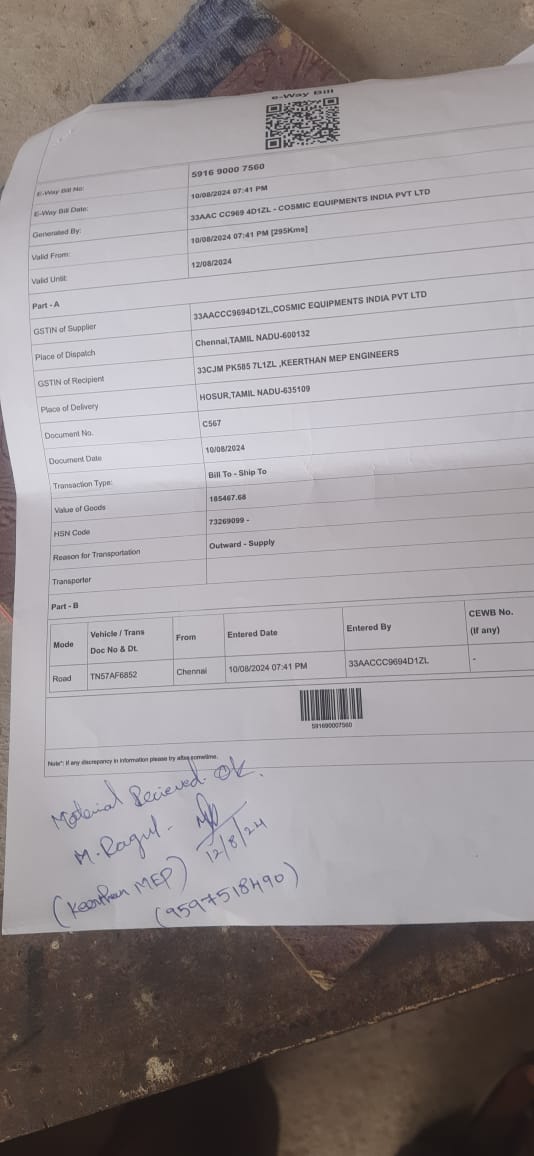 e-Way Bill
E-Way Bill No: 5916 9000 7560
E-Way Bill Date: 10/08/2024 07:41 PM
Generated By: 33AAC CC969 4D1ZL - COSMIC EQUIPMENTS INDIA PVT LTD
Valid From: 10/08/2024 07:41 PM [295Kms]
Valid Until: 12/08/2024
Part - A
GSTIN of Supplier 33AACCC9694D1ZL,COSMIC EQUIPMENTS INDIA PVT LTD
Place of Dispatch Chennai,TAMIL NADU-600132
GSTIN of Recipient 33CJM PK585 7L1ZL ,KEERTHAN MEP ENGINEERS
Place of Delivery HOSUR,TAMIL NADU-635109
Document No. C567
Document Date 10/08/2024
Transaction Type: Bill To - Ship To
Value of Goods 185467.68
HSN Code 73269099 -
Reason for Transportation Outward - Supply
Transporter
Part - B
Mode Vehicle / Trans Doc No & Dt. From Entered Date Entered By CEWB No. (If any)
Road TN57AF6852 Chennai 10/08/2024 07:41 PM 33AACCC9694D1ZL -
591690007560
Note*: If any discrepancy in information please try after sometime.
Material Recieved. Ok.
M. Ragul -
12/8/24
(Keerthan MEP)
(9597518490)